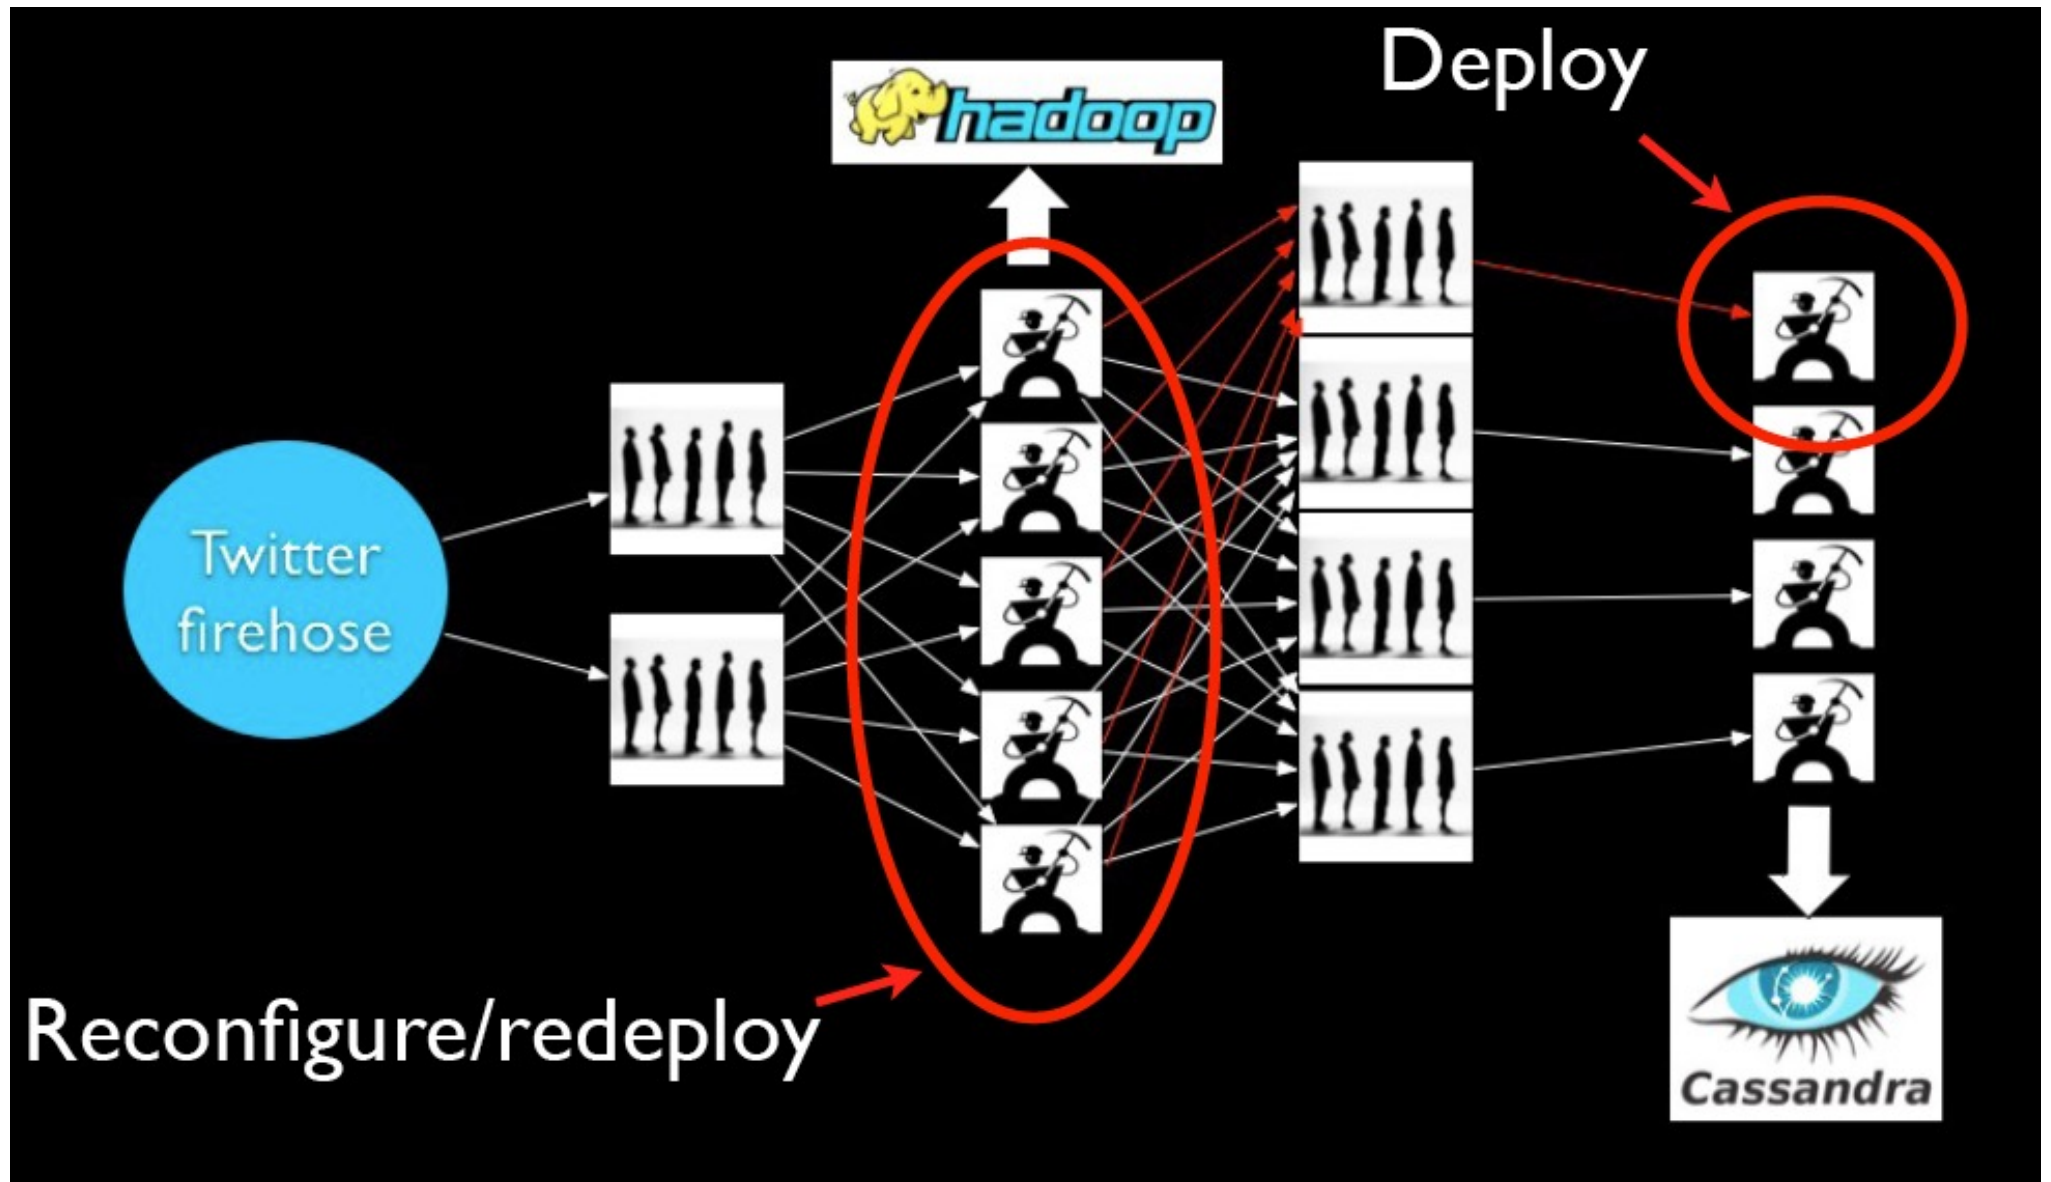 Deploy
hadoop
Twitter
firehose
Reconfigure/redeploy
Cassandra